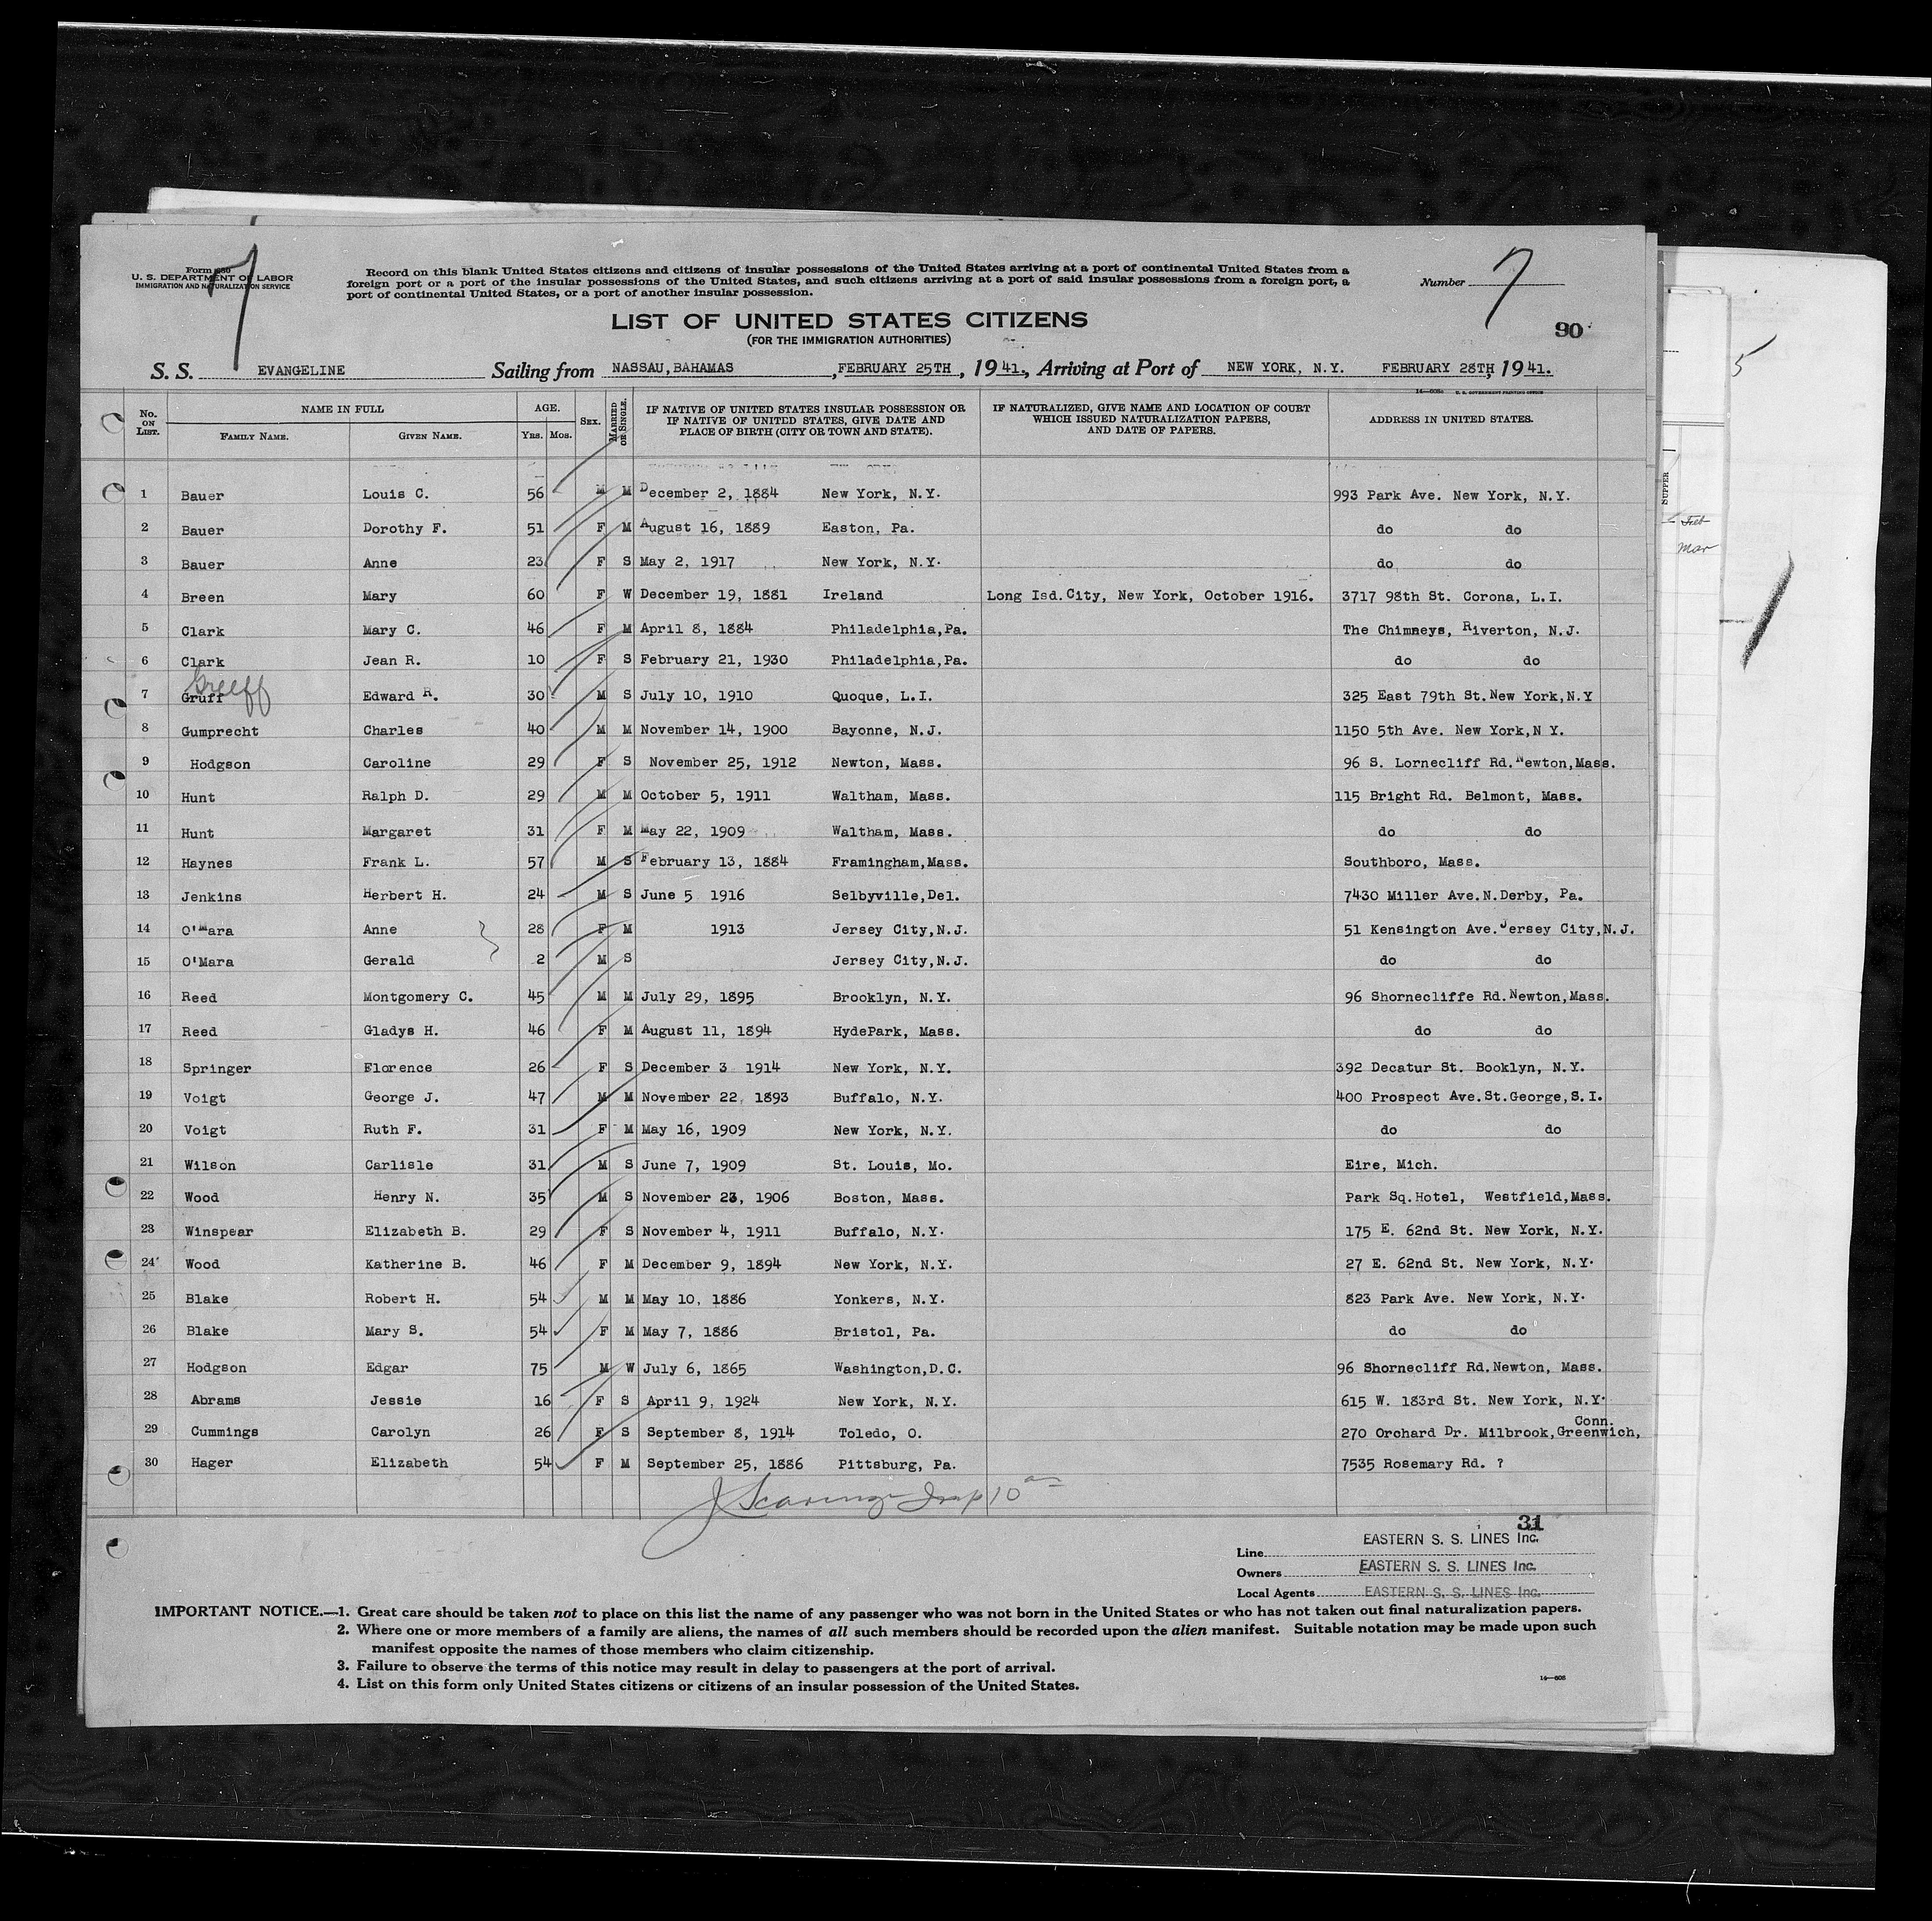 Form 630
U. S. DEPARTMENT OF LABOR
IMMIGRATION AND NATURALIZATION SERVICE
7
Record on this blank United States citizens and citizens of insular possessions of the United States arriving at a port of continental United States from a
foreign port or a port of the insular possessions of the United States, and such citizens arriving at a port of said insular possessions from a foreign port, a
port of continental United States, or a port of another insular possession.
Number 7
LIST OF UNITED STATES CITIZENS
(FOR THE IMMIGRATION AUTHORITIES)
90
S. S. EVANGELINE Sailing from NASSAU, BAHAMAS, FEBRUARY 25TH, 1941., Arriving at Port of NEW YORK, N.Y. FEBRUARY 28TH, 1941.
No. ON LIST. NAME IN FULL FAMILY NAME. GIVEN NAME. AGE. YRS. MOS. SEX. MARRIED OR SINGLE. IF NATIVE OF UNITED STATES INSULAR POSSESSION OR IF NATIVE OF UNITED STATES, GIVE DATE AND PLACE OF BIRTH (CITY OR TOWN AND STATE). IF NATURALIZED, GIVE NAME AND LOCATION OF COURT WHICH ISSUED NATURALIZATION PAPERS, AND DATE OF PAPERS. ADDRESS IN UNITED STATES.
1 Bauer Louis C. 56 M M December 2, 1884 New York, N.Y. 993 Park Ave. New York, N.Y.
2 Bauer Dorothy F. 51 F M August 16, 1889 Easton, Pa. do do
3 Bauer Anne 23 F S May 2, 1917 New York, N.Y. do do
4 Breen Mary 60 F W December 19, 1881 Ireland Long Isd. City, New York, October 1916. 3717 98th St. Corona, L.I.
5 Clark Mary C. 46 F M April 8, 1884 Philadelphia,Pa. The Chimneys, Riverton, N.J.
6 Clark Jean R. 10 F S February 21, 1930 Philadelphia,Pa. do do
Greeff
7 Gruff Edward R. 30 M S July 10, 1910 Quoque, L.I. 325 East 79th St. New York,N.Y
8 Gumprecht Charles 40 M M November 14, 1900 Bayonne, N.J. 1150 5th Ave. New York,N Y.
9 Hodgson Caroline 29 F S November 25, 1912 Newton, Mass. 96 S. Lornecliff Rd. Newton,Mass.
10 Hunt Ralph D. 29 M M October 5, 1911 Waltham, Mass. 115 Bright Rd. Belmont, Mass.
11 Hunt Margaret 31 F M May 22, 1909 Waltham, Mass. do do
12 Haynes Frank L. 57 M S February 13, 1884 Framingham,Mass. Southboro, Mass.
13 Jenkins Herbert H. 24 M S June 5 1916 Selbyville,Del. 7430 Miller Ave.N.Derby, Pa.
14 O'Mara Anne 28 F M 1913 Jersey City,N.J. 51 Kensington Ave.Jersey City,N.J.
15 O'Mara Gerald 2 M S Jersey City,N.J. do do
16 Reed Montgomery C. 45 M M July 29, 1895 Brooklyn, N.Y. 96 Shornecliffe Rd. Newton,Mass.
17 Reed Gladys H. 46 F M August 11, 1894 HydePark, Mass. do do
18 Springer Florence 26 F S December 3 1914 New York, N.Y. 392 Decatur St. Booklyn, N.Y.
19 Voigt George J. 47 M M November 22, 1893 Buffalo, N.Y. 400 Prospect Ave.St.George,S.I.
20 Voigt Ruth F. 31 F M May 16, 1909 New York, N.Y. do do
21 Wilson Carlisle 31 M S June 7, 1909 St. Louis, Mo. Eire, Mich.
22 Wood Henry N. 35 M S November 23, 1906 Boston, Mass. Park Sq.Hotel, Westfield,Mass.
23 Winspear Elizabeth B. 29 F S November 4, 1911 Buffalo, N.Y. 175 E. 62nd St. New York, N.Y.
24 Wood Katherine B. 46 F M December 9, 1894 New York, N.Y. 27 E. 62nd St. New York, N.Y.
25 Blake Robert H. 54 M M May 10, 1886 Yonkers, N.Y. 823 Park Ave. New York, N.Y.
26 Blake Mary S. 54 F M May 7, 1886 Bristol, Pa. do do
27 Hodgson Edgar 75 M W July 6, 1865 Washington,D.C. 96 Shornecliff Rd.Newton, Mass.
28 Abrams Jessie 16 F S April 9, 1924 New York, N.Y. 615 W. 183rd St. New York, N.Y.
29 Cummings Carolyn 26 F S September 8, 1914 Toledo, O. 270 Orchard Dr. Milbrook,Greenwich, Conn.
30 Hager Elizabeth 54 F M September 25, 1886 Pittsburg, Pa. 7535 Rosemary Rd. ?
31
Line EASTERN S. S. LINES Inc.
Owners EASTERN S. S. LINES Inc.
Local Agents EASTERN S. S. LINES Inc.
IMPORTANT NOTICE.—1. Great care should be taken not to place on this list the name of any passenger who was not born in the United States or who has not taken out final naturalization papers.
2. Where one or more members of a family are aliens, the names of all such members should be recorded upon the alien manifest. Suitable notation may be made upon such
manifest opposite the names of those members who claim citizenship.
3. Failure to observe the terms of this notice may result in delay to passengers at the port of arrival.
4. List on this form only United States citizens or citizens of an insular possession of the United States.
14—608
SUPPER
Feb
Mar
5